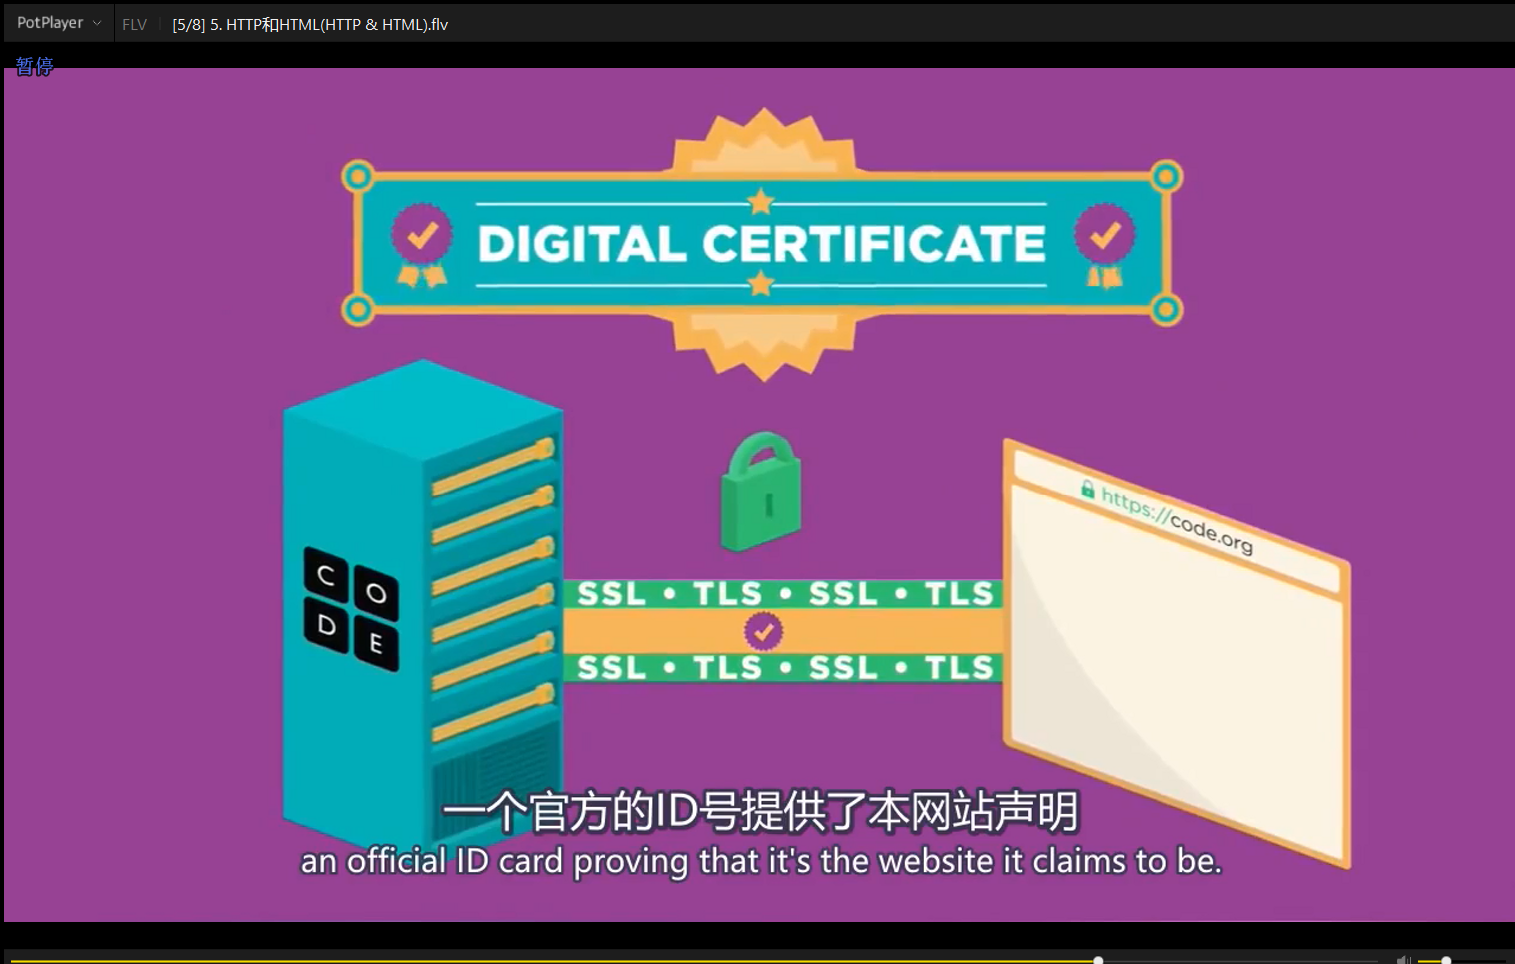 PotPlayer FLV [5/8] 5. HTTP和HTML(HTTP & HTML).flv
暂停
DIGITAL CERTIFICATE
https://code.org
C O
D E
SSL • TLS • SSL • TLS
SSL • TLS • SSL • TLS
一个官方的ID号提供了本网站声明
an official ID card proving that it's the website it claims to be.